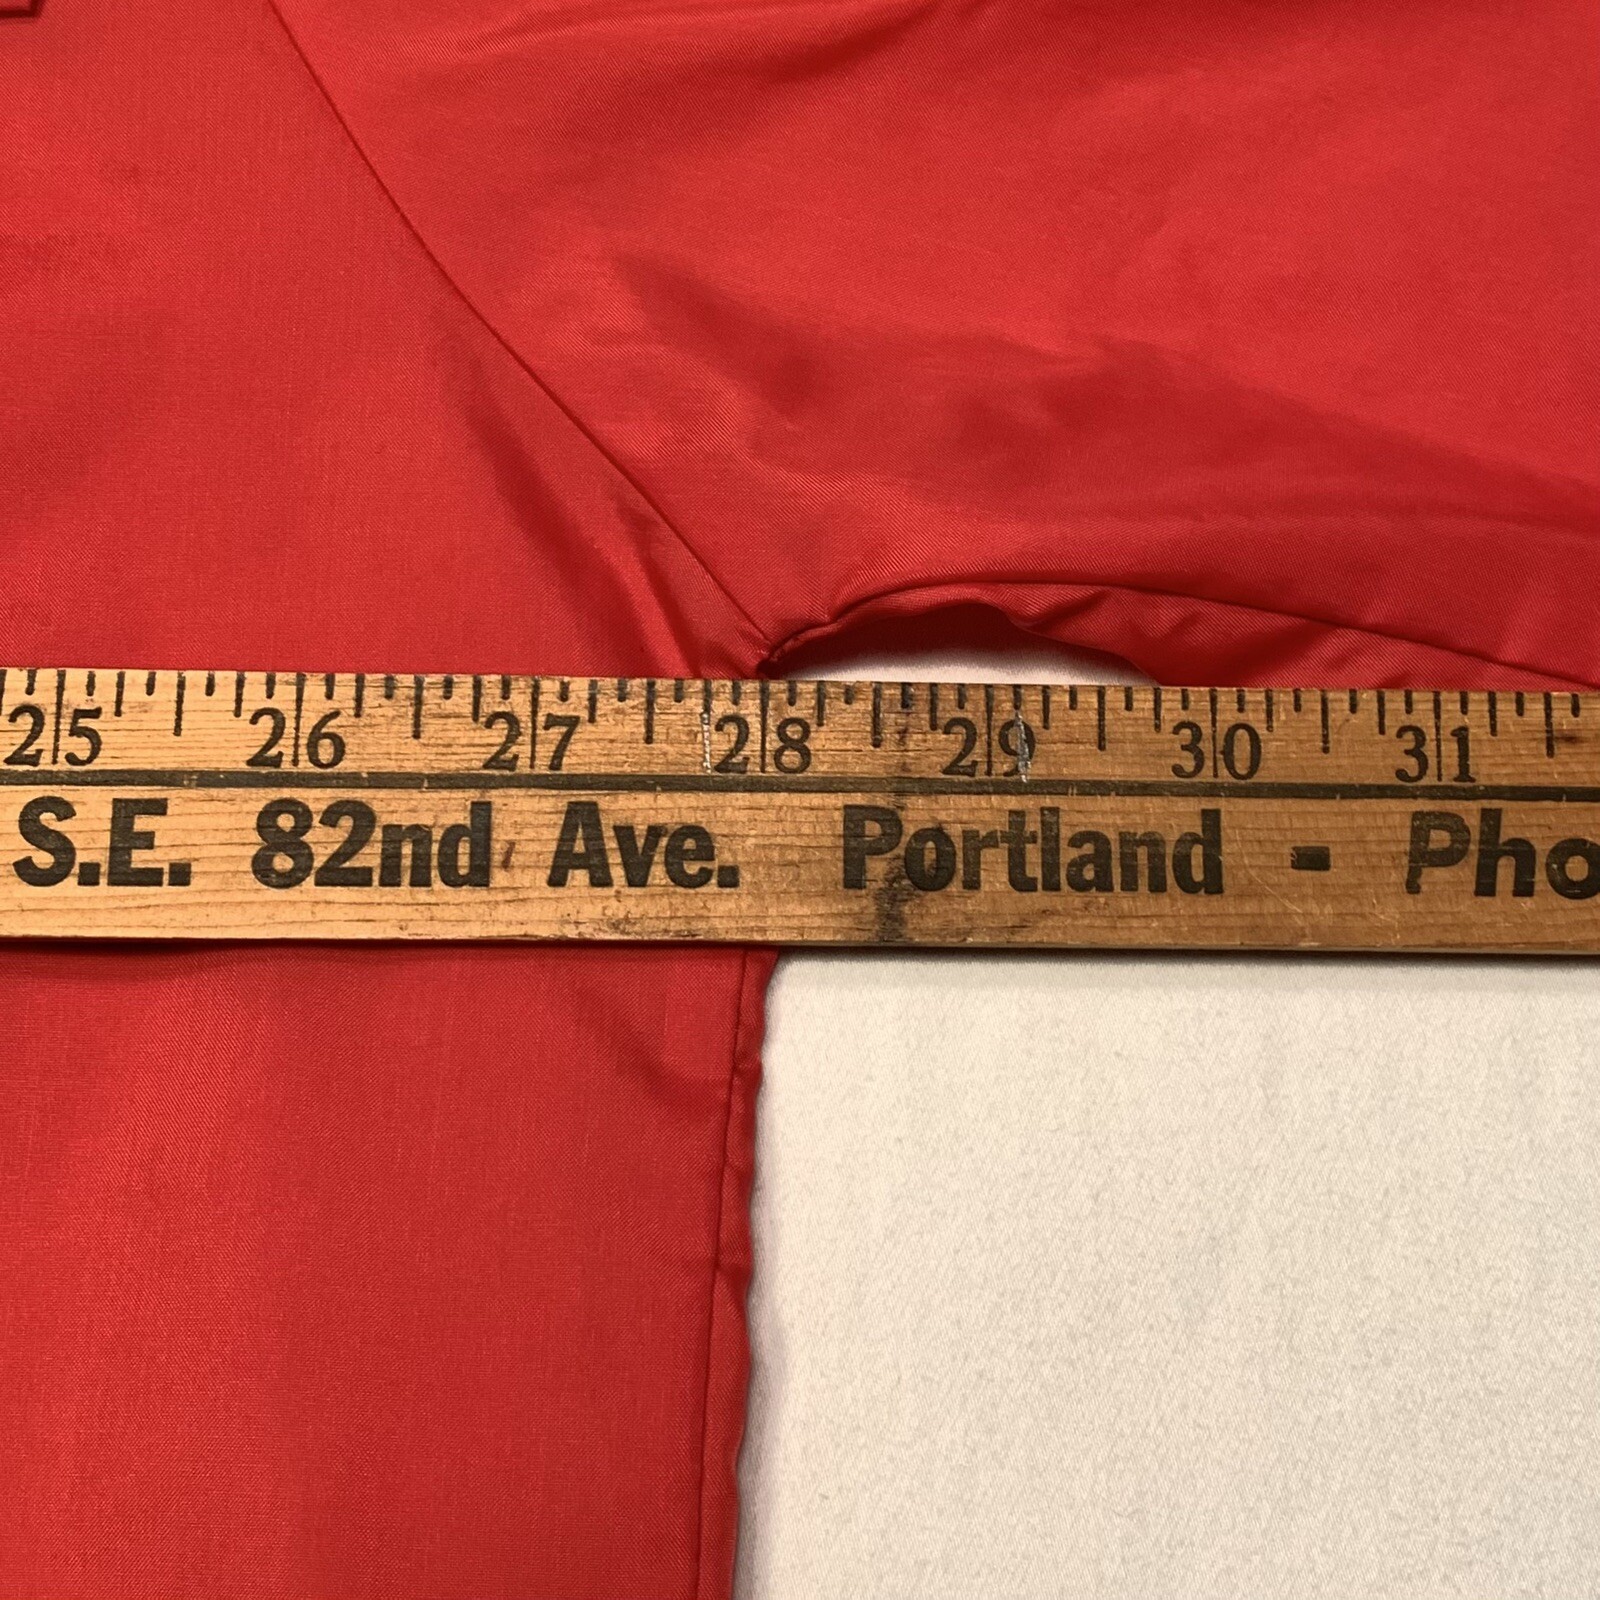 25 26 27 28 29 30 31
S.E. 82nd Ave. Portland - Pho